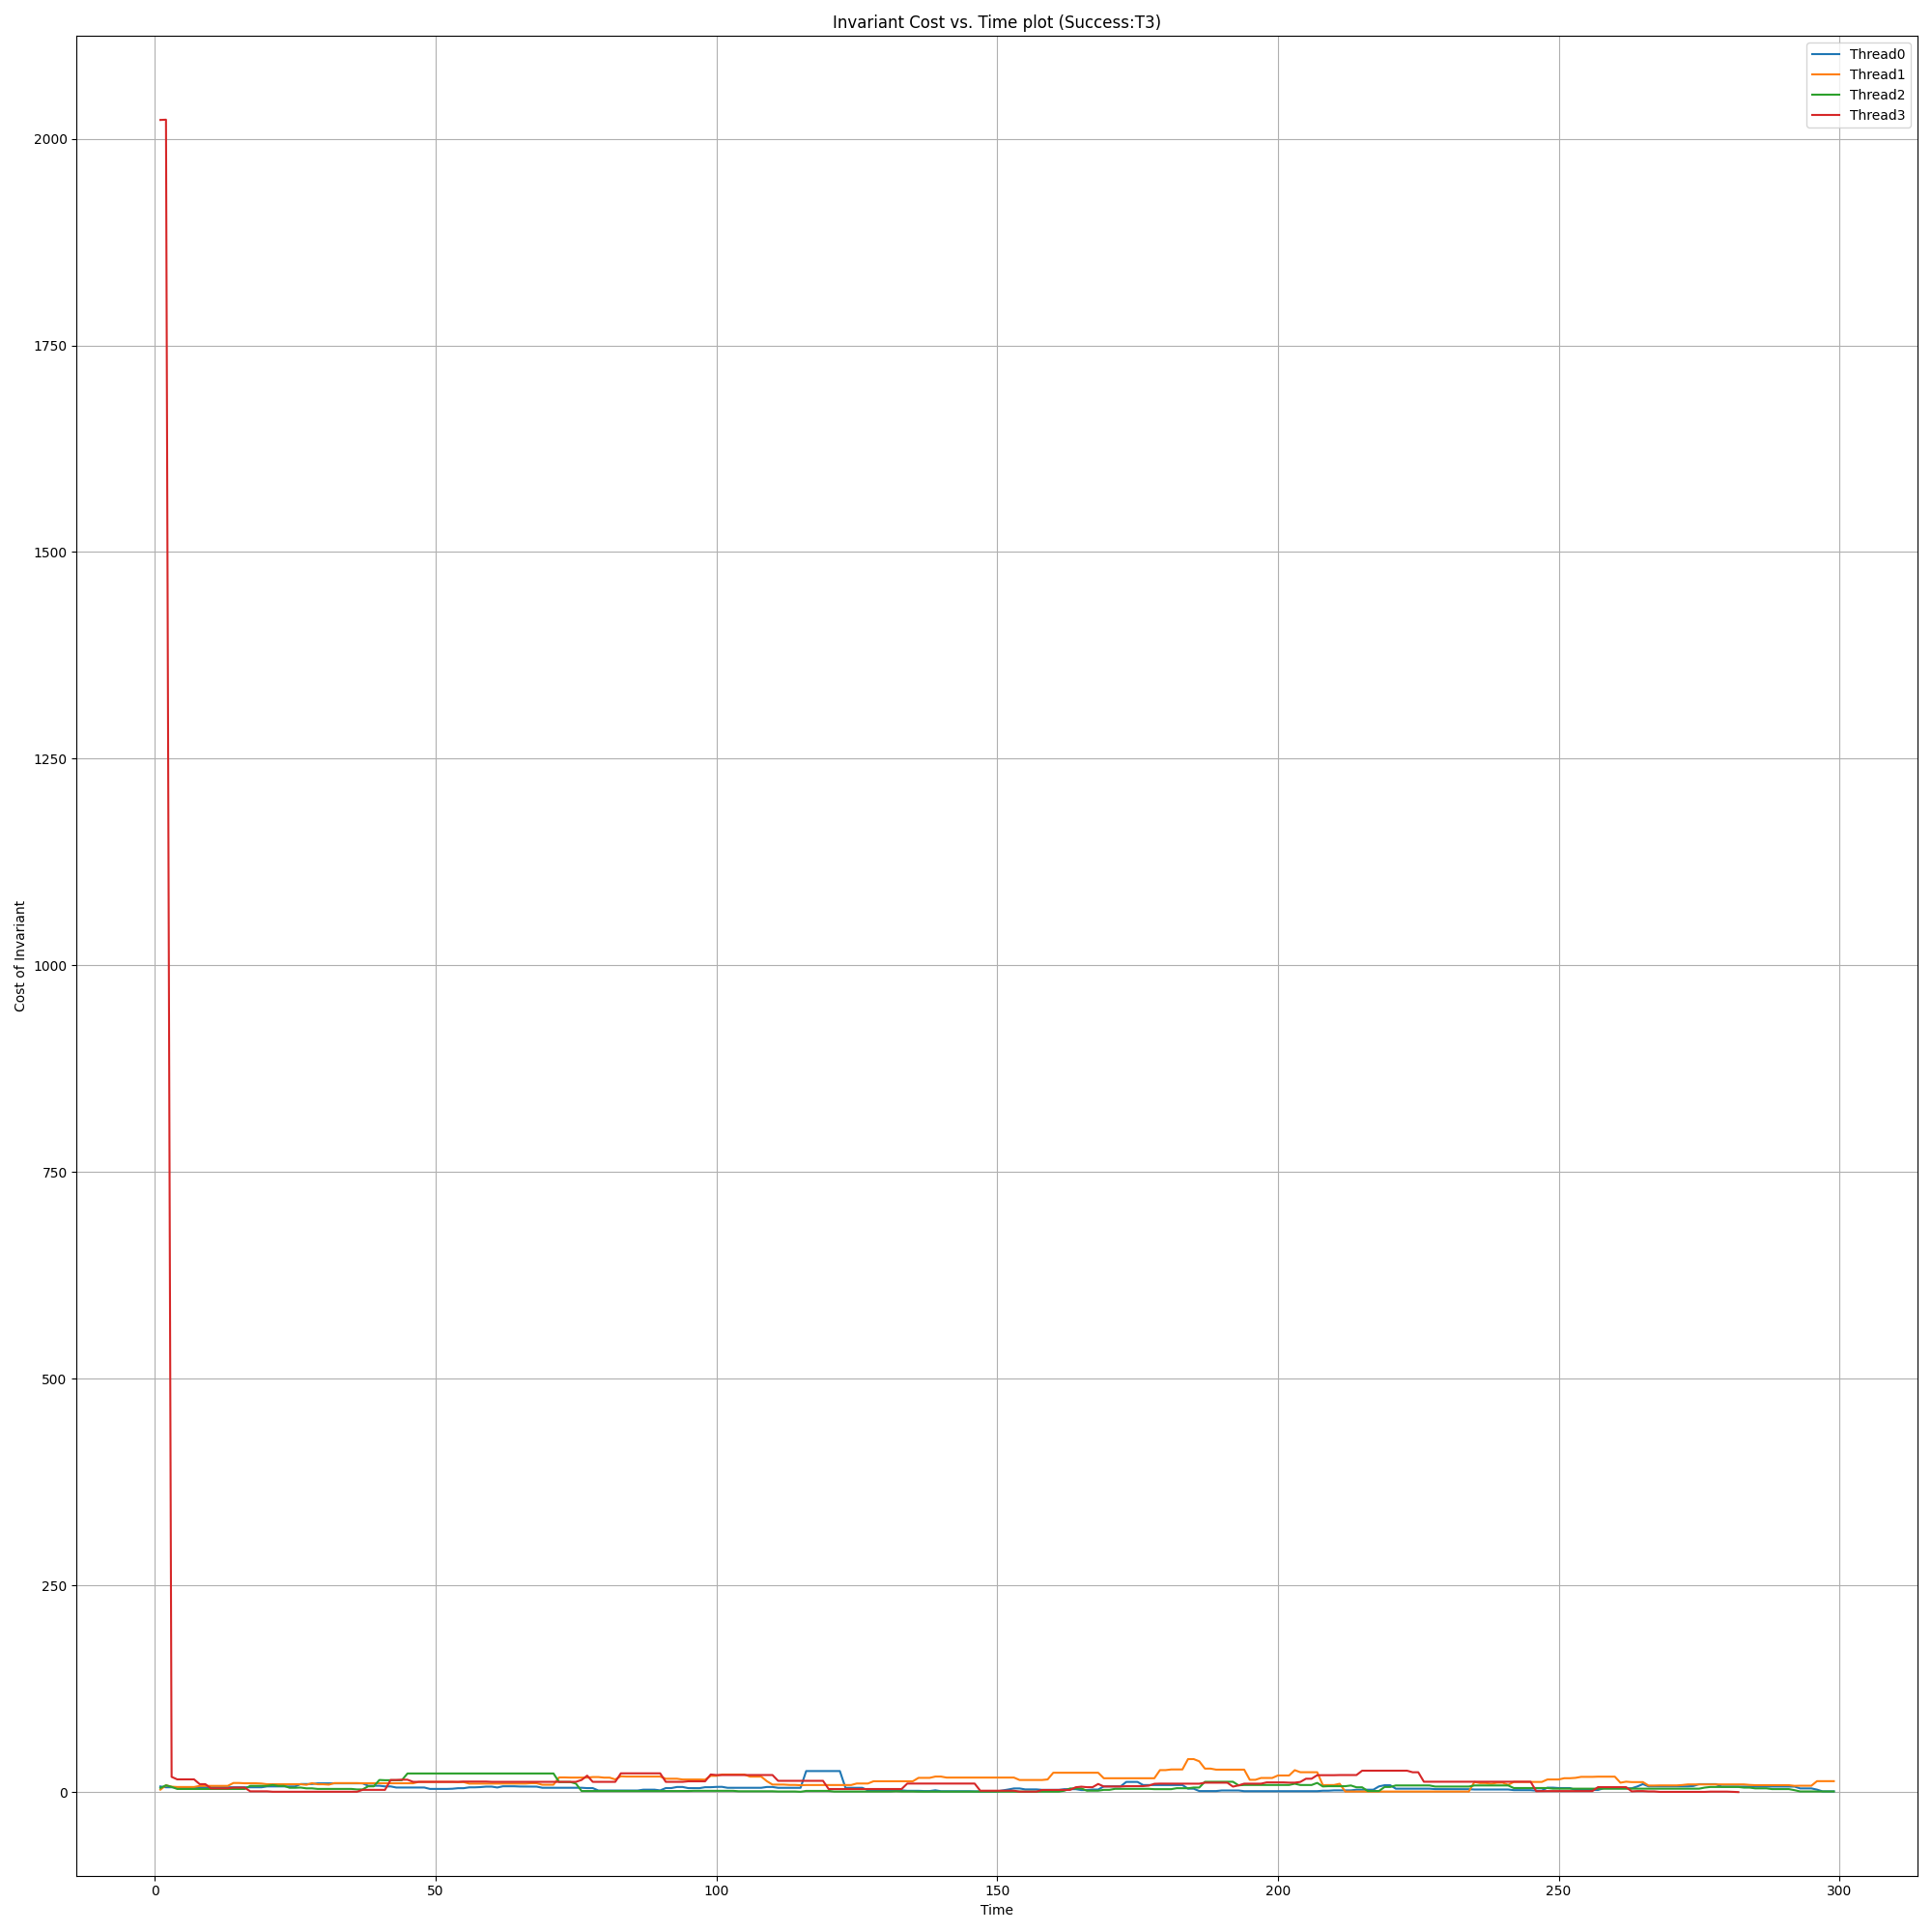 Invariant Cost vs. Time plot (Success:T3)
Thread0
Thread1
Thread2
Thread3
2000
1750
1500
1250
1000
750
500
250
0
Cost of Invariant
0 50 100 150 200 250 300
Time